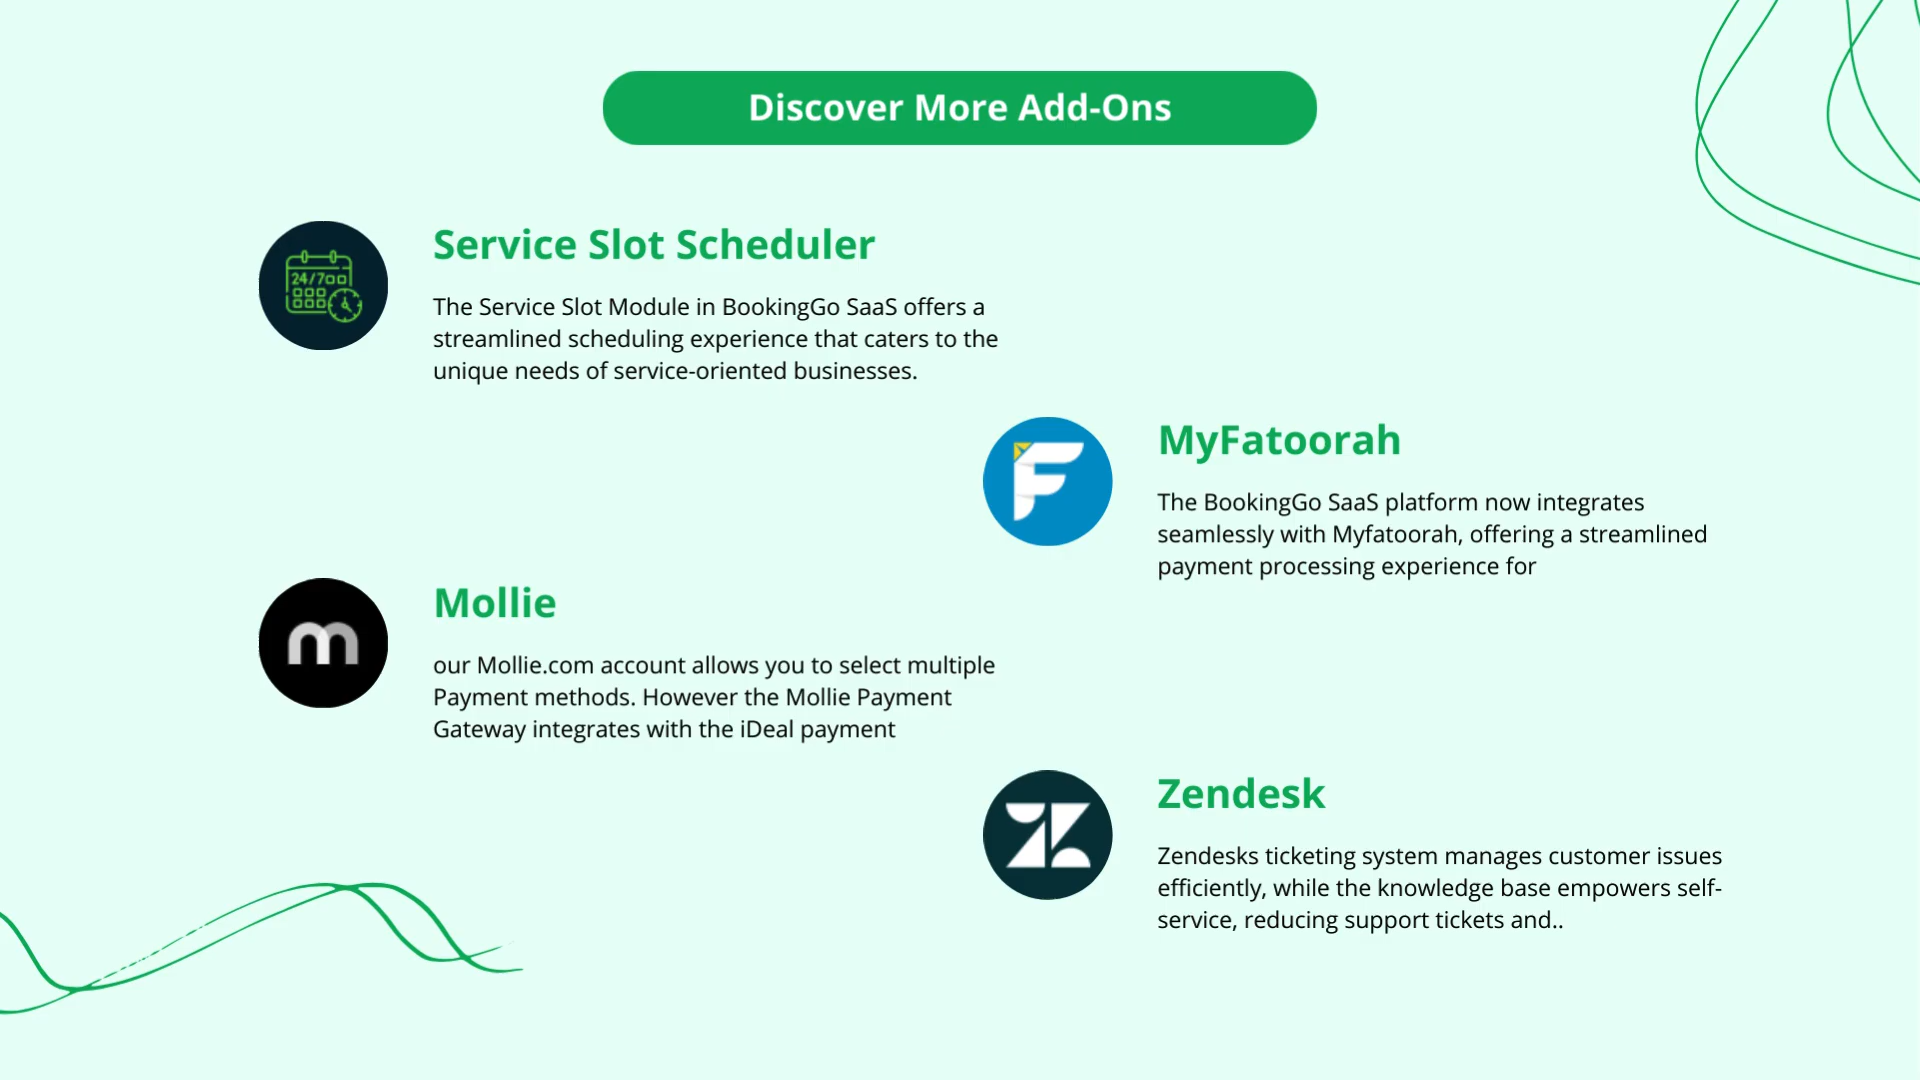 Discover More Add-Ons
24/7
Service Slot Scheduler
The Service Slot Module in BookingGo SaaS offers a
streamlined scheduling experience that caters to the
unique needs of service-oriented businesses.
MyFatoorah
The BookingGo SaaS platform now integrates
seamlessly with Myfatoorah, offering a streamlined
payment processing experience for
Mollie
our Mollie.com account allows you to select multiple
Payment methods. However the Mollie Payment
Gateway integrates with the iDeal payment
Zendesk
Zendesks ticketing system manages customer issues
efficiently, while the knowledge base empowers self-
service, reducing support tickets and..